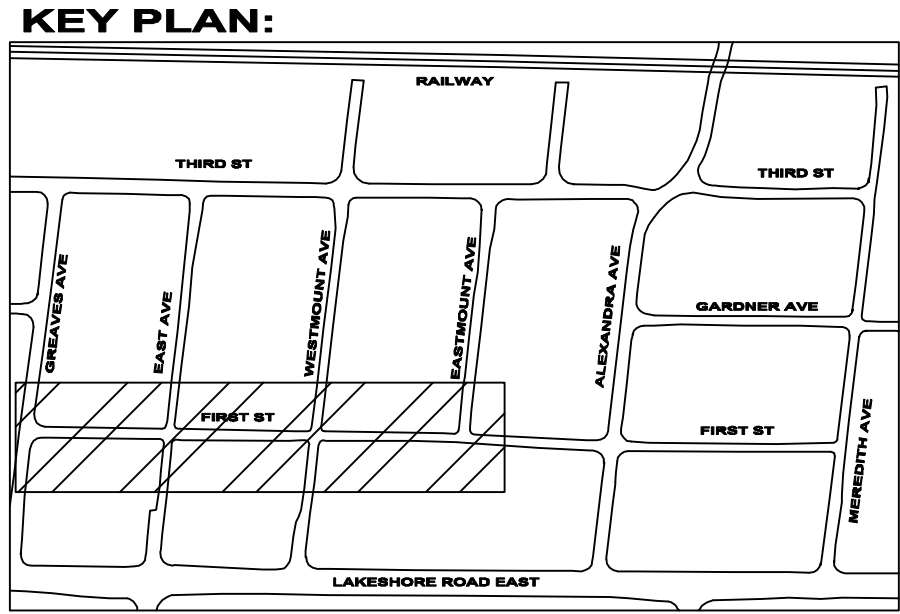 KEY PLAN:
RAILWAY
THIRD ST
THIRD ST
GREAVES AVE
EAST AVE
WESTMOUNT AVE
EASTMOUNT AVE
ALEXANDRA AVE
GARDNER AVE
FIRST ST
FIRST ST
MEREDITH AVE
LAKESHORE ROAD EAST